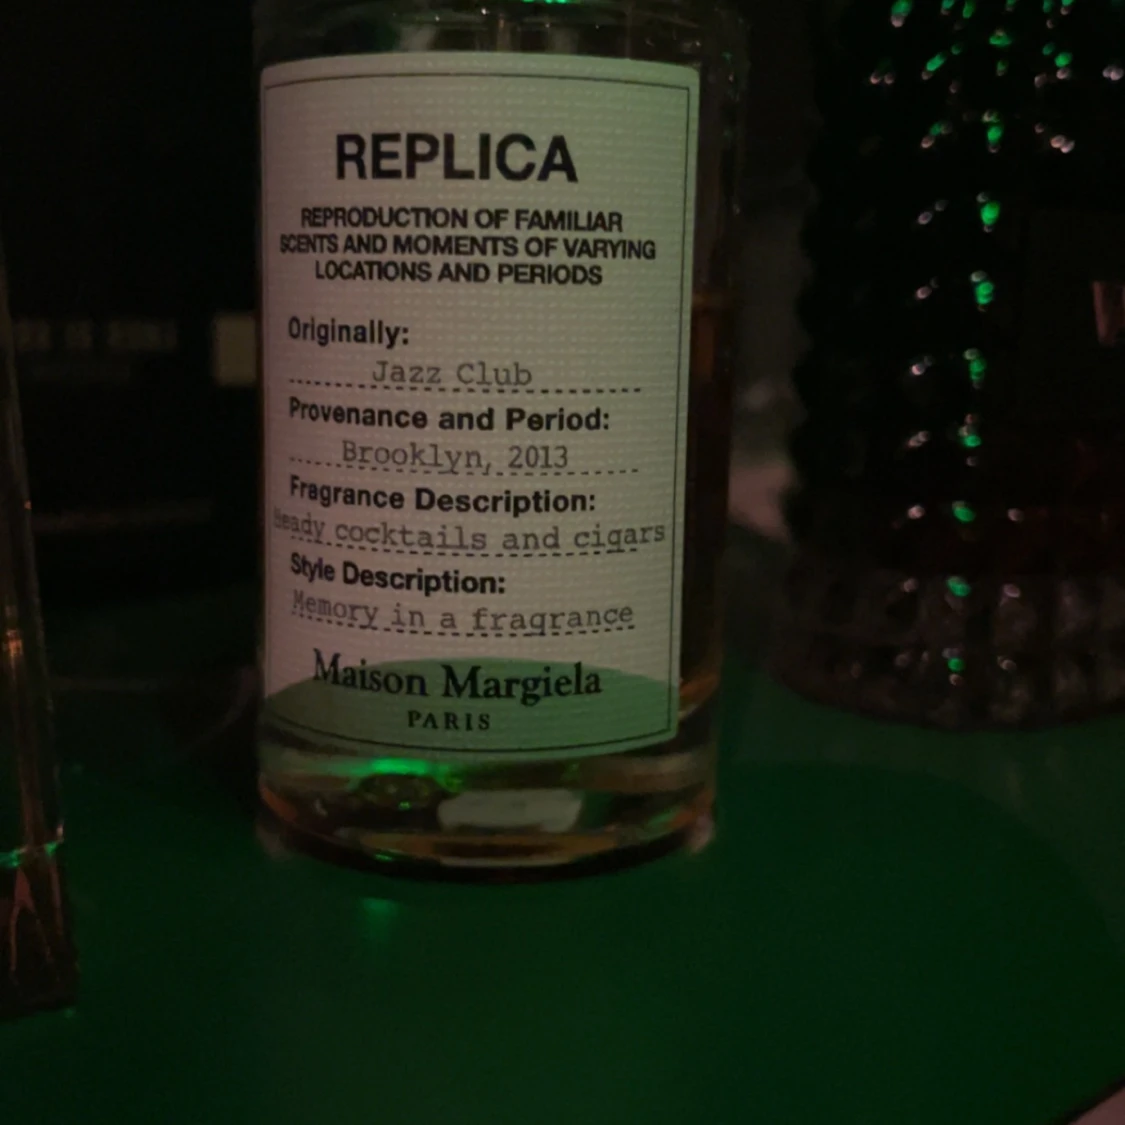 REPLICA
REPRODUCTION OF FAMILIAR
SCENTS AND MOMENTS OF VARYING
LOCATIONS AND PERIODS
Originally:
Jazz Club
Provenance and Period:
Brooklyn, 2013
Fragrance Description:
Heady cocktails and cigars
Style Description:
Memory in a fragrance
Maison Margiela
PARIS